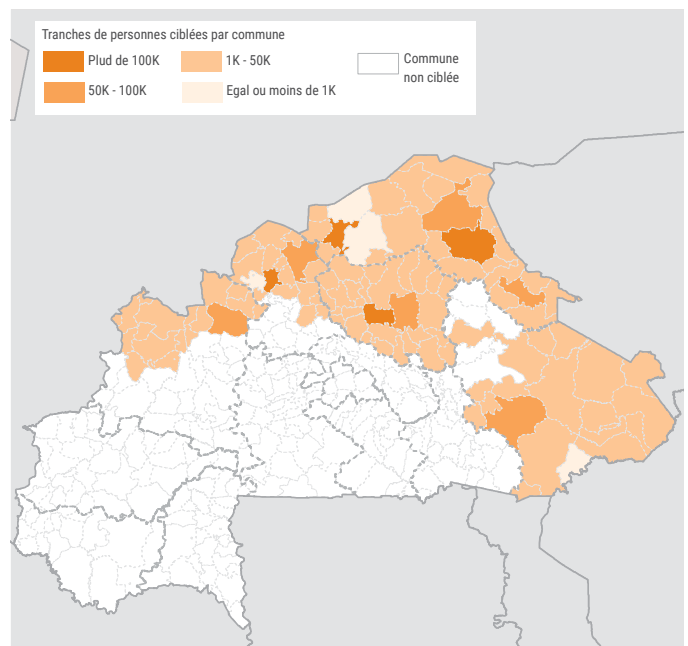 Tranches de personnes ciblées par commune
Plud de 100K
1K - 50K
Commune
non ciblée
50K - 100K
Egal ou moins de 1K